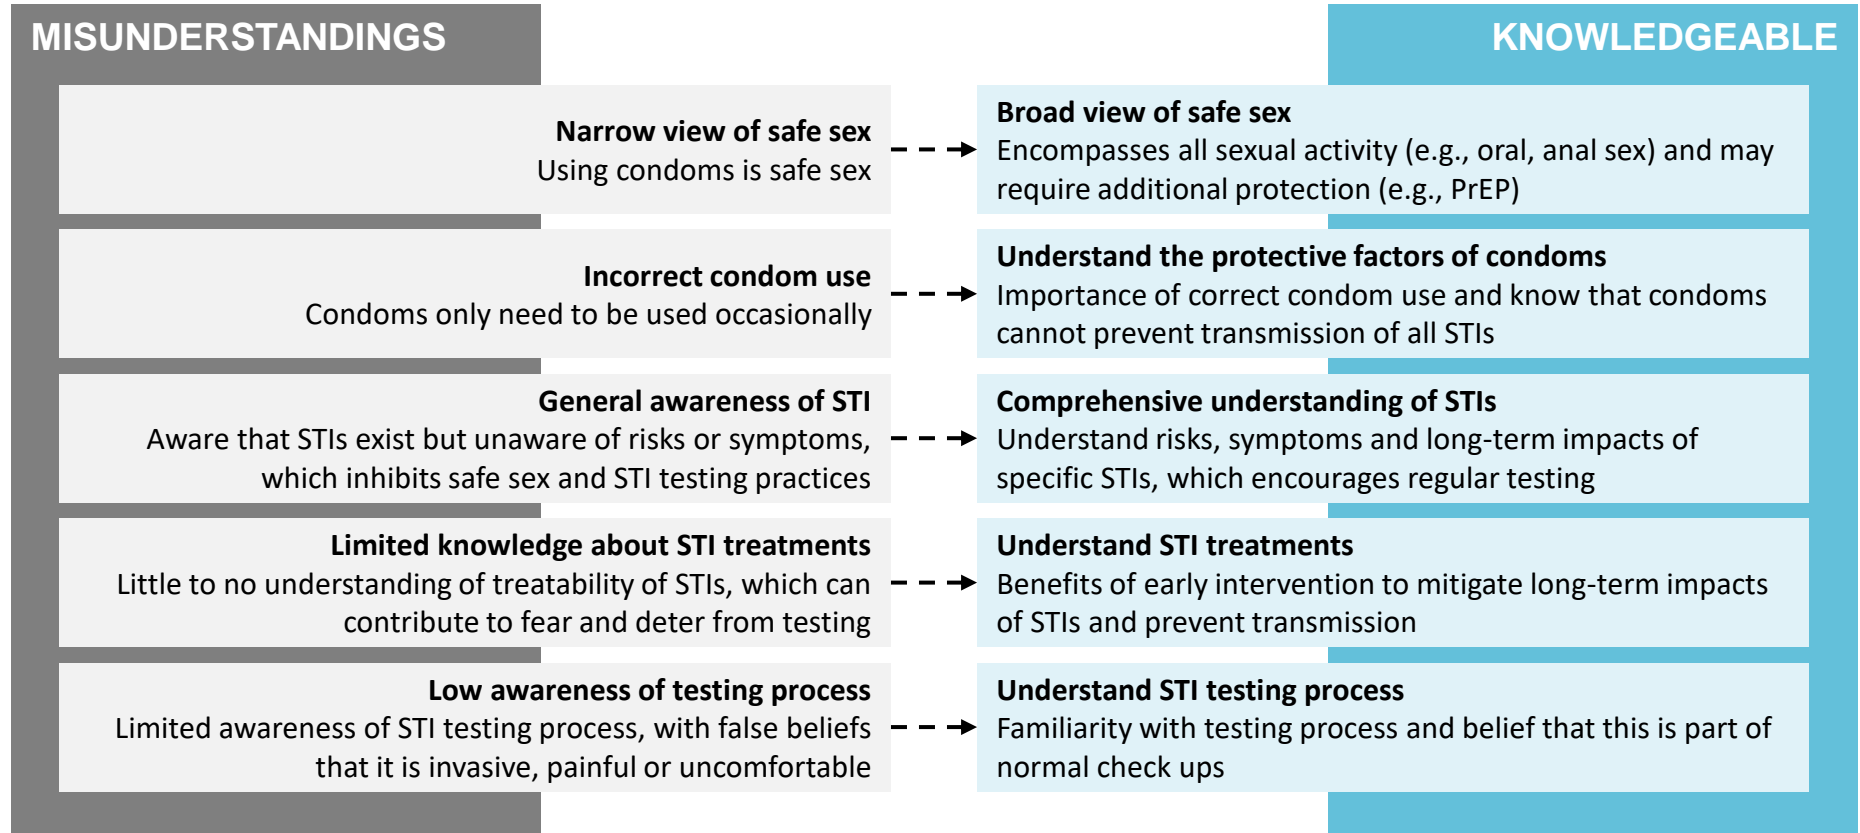 MISUNDERSTANDINGS
KNOWLEDGEABLE
Narrow view of safe sex
Using condoms is safe sex
Broad view of safe sex
Encompasses all sexual activity (e.g., oral, anal sex) and may
require additional protection (e.g., PrEP)
Incorrect condom use
Condoms only need to be used occasionally
Understand the protective factors of condoms
Importance of correct condom use and know that condoms
cannot prevent transmission of all STIs
General awareness of STI
Aware that STIs exist but unaware of risks or symptoms,
which inhibits safe sex and STI testing practices
Comprehensive understanding of STIs
Understand risks, symptoms and long-term impacts of
specific STIs, which encourages regular testing
Limited knowledge about STI treatments
Little to no understanding of treatability of STIs, which can
contribute to fear and deter from testing
Understand STI treatments
Benefits of early intervention to mitigate long-term impacts
of STIs and prevent transmission
Low awareness of testing process
Limited awareness of STI testing process, with false beliefs
that it is invasive, painful or uncomfortable
Understand STI testing process
Familiarity with testing process and belief that this is part of
normal check ups